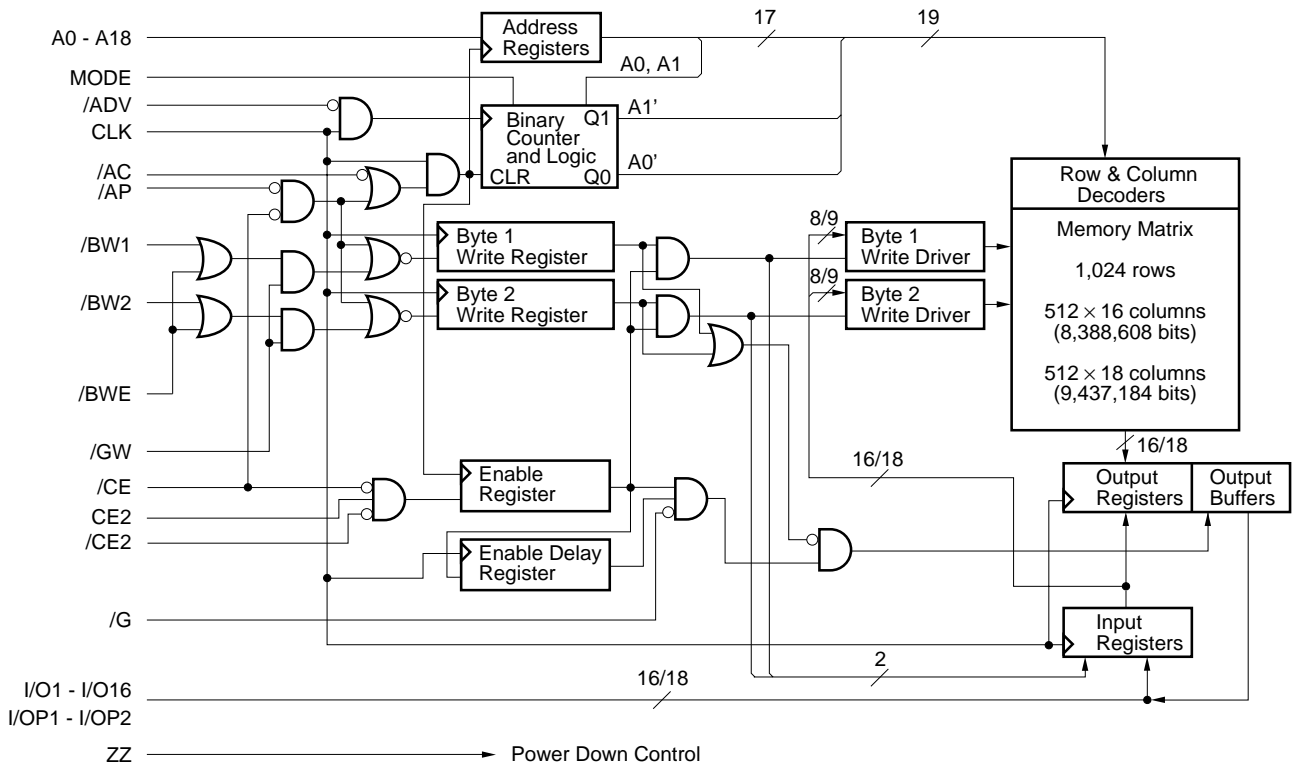 A0 - A18
MODE
/ADV
CLK
/AC
/AP
/BW1
/BW2
/BWE
/GW
/CE
CE2
/CE2
/G
I/O1 - I/O16
I/OP1 - I/OP2
ZZ
Address
Registers
17
19
A0, A1
Binary
Counter
and Logic
CLR
Q1
Q0
A1’
A0’
Byte 1
Write Register
Byte 2
Write Register
8/9
8/9
Byte 1
Write Driver
Byte 2
Write Driver
Row & Column
Decoders
Memory Matrix
1,024 rows
512 × 16 columns
(8,388,608 bits)
512 × 18 columns
(9,437,184 bits)
16/18
Enable
Register
Enable Delay
Register
16/18
Output
Registers
Output
Buffers
Input
Registers
2
16/18
Power Down Control